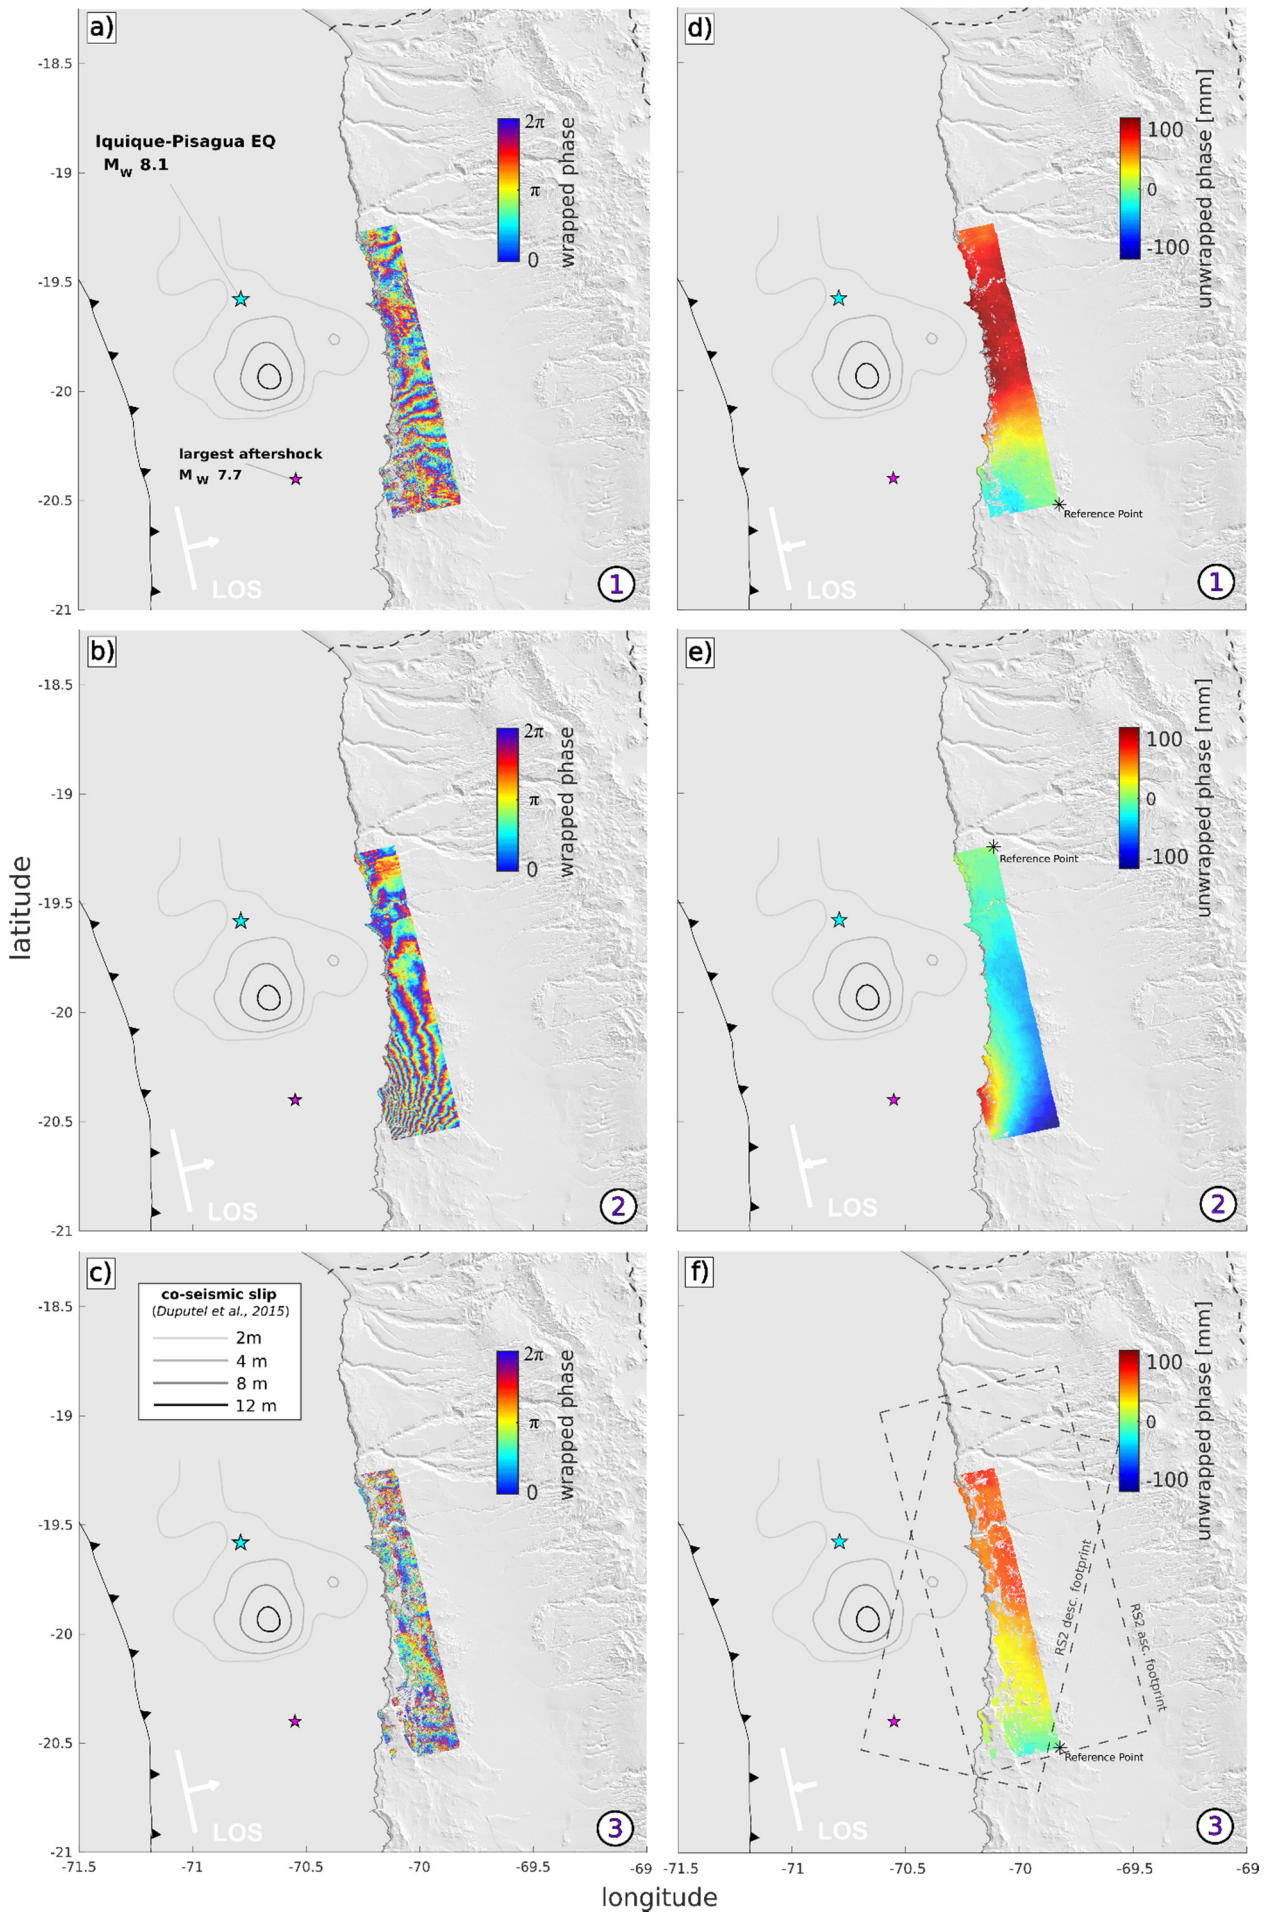 a)
-18.5
-19
-19.5
-20
-20.5
-21
Iquique-Pisagua EQ
Mw 8.1
largest aftershock
Mw 7.7
2π
π
0
wrapped phase
LOS
1
d)
100
0
-100
unwrapped phase [mm]
Reference Point
LOS
1
latitude
b)
-18.5
-19
-19.5
-20
-20.5
-21
2π
π
0
wrapped phase
LOS
2
e)
100
0
-100
unwrapped phase [mm]
Reference Point
LOS
2
c)
-18.5
-19
-19.5
-20
-20.5
-21
co-seismic slip
(Duputel et al., 2015)
2m
4 m
8 m
12 m
2π
π
0
wrapped phase
LOS
3
-71.5
-71
-70.5
-70
-69.5
-69
f)
100
0
-100
unwrapped phase [mm]
RS2 desc. footprint
RS2 asc. footprint
Reference Point
LOS
3
-71.5
-71
-70.5
-70
-69.5
-69
longitude